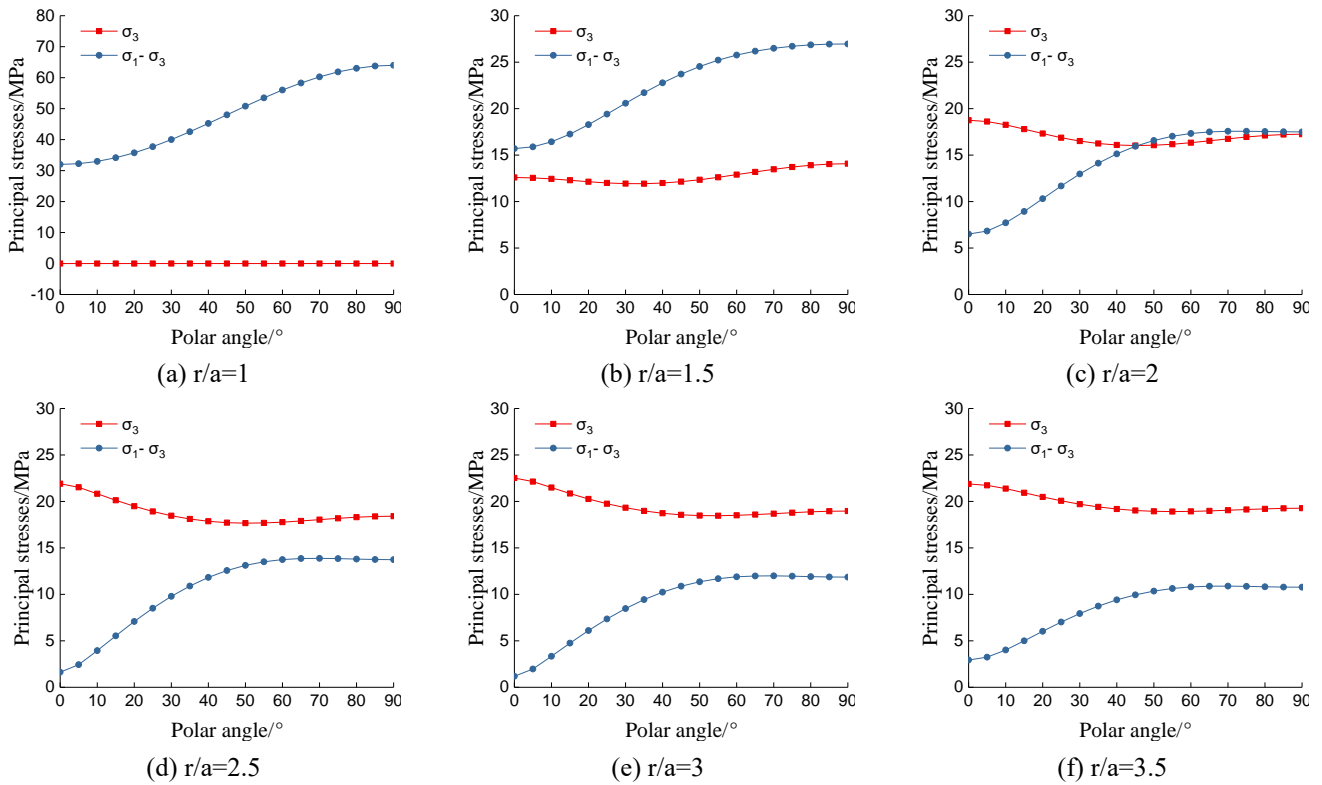 80
70
60
50
40
30
20
10
0
-10
Principal stresses/MPa
σ3
σ1- σ3
0 10 20 30 40 50 60 70 80 90
Polar angle/°
(a) r/a=1
30
25
20
15
10
5
0
Principal stresses/MPa
σ3
σ1- σ3
0 10 20 30 40 50 60 70 80 90
Polar angle/°
(b) r/a=1.5
30
25
20
15
10
5
0
Principal stresses/MPa
σ3
σ1- σ3
0 10 20 30 40 50 60 70 80 90
Polar angle/°
(c) r/a=2
30
25
20
15
10
5
0
Principal stresses/MPa
σ3
σ1- σ3
0 10 20 30 40 50 60 70 80 90
Polar angle/°
(d) r/a=2.5
30
25
20
15
10
5
0
Principal stresses/MPa
σ3
σ1- σ3
0 10 20 30 40 50 60 70 80 90
Polar angle/°
(e) r/a=3
30
25
20
15
10
5
0
Principal stresses/MPa
σ3
σ1- σ3
0 10 20 30 40 50 60 70 80 90
Polar angle/°
(f) r/a=3.5